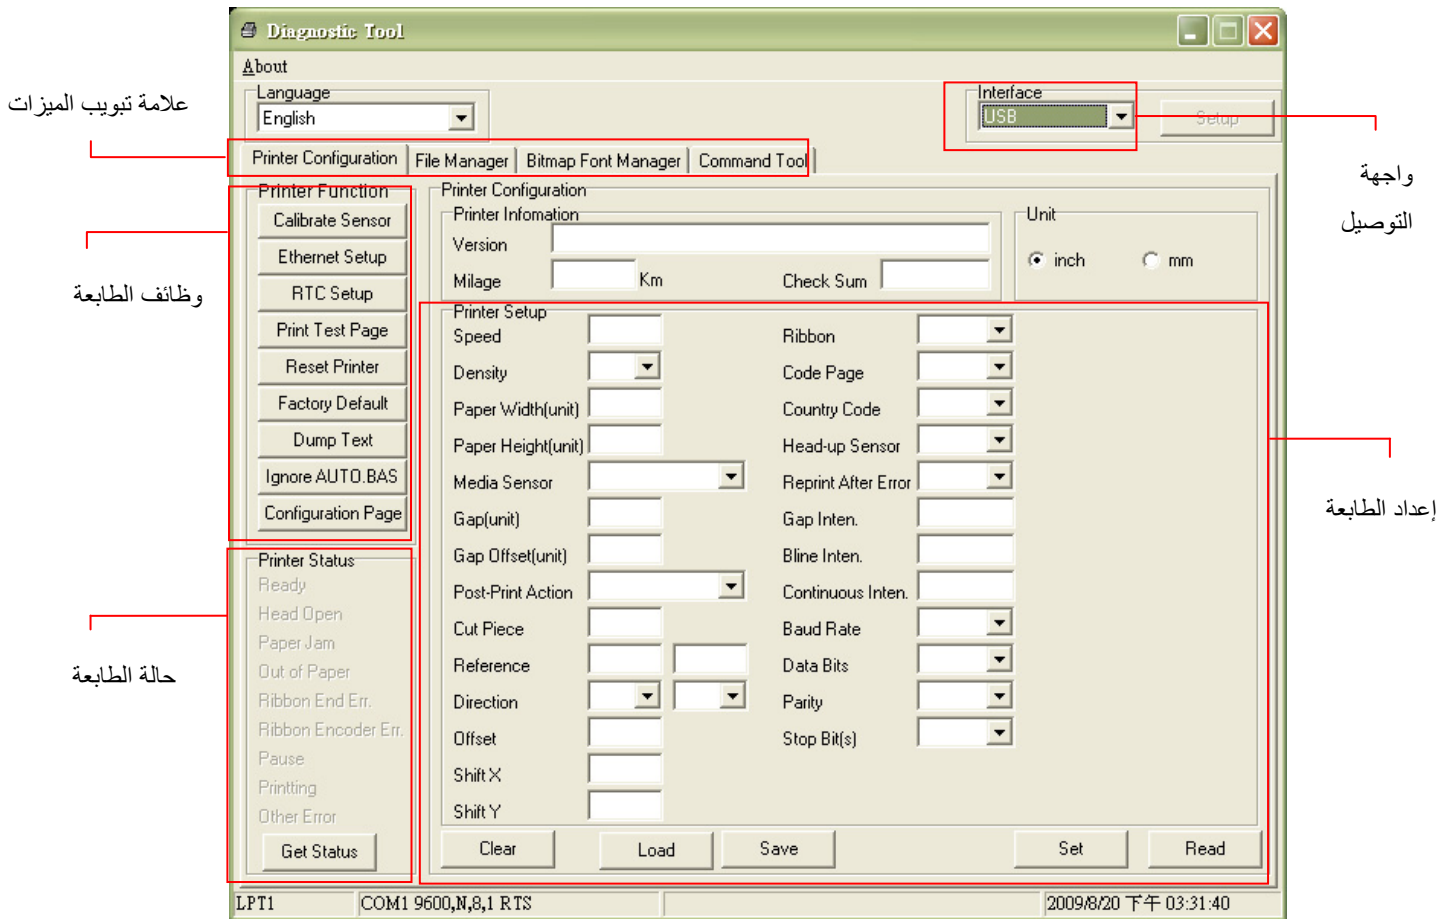 Diagnostic Tool
About
Language
English
Interface
USB
Setup
علامة تبويب الميزات
واجهة
التوصيل
Printer Configuration
File Manager
Bitmap Font Manager
Command Tool
Printer Function
Calibrate Sensor
Ethernet Setup
RTC Setup
Print Test Page
Reset Printer
Factory Default
Dump Text
Ignore AUTO.BAS
Configuration Page
وظائف الطابعة
Printer Status
Ready
Head Open
Paper Jam
Out of Paper
Ribbon End Err.
Ribbon Encoder Err.
Pause
Printting
Other Error
Get Status
حالة الطابعة
Printer Configuration
Printer Infomation
Version
Milage
Km
Check Sum
Unit
inch
mm
Printer Setup
Speed
Density
Paper Width(unit)
Paper Height(unit)
Media Sensor
Gap(unit)
Gap Offset(unit)
Post-Print Action
Cut Piece
Reference
Direction
Offset
Shift X
Shift Y
Ribbon
Code Page
Country Code
Head-up Sensor
Reprint After Error
Gap Inten.
Bline Inten.
Continuous Inten.
Baud Rate
Data Bits
Parity
Stop Bit(s)
إعداد الطابعة
Clear
Load
Save
Set
Read
LPT1
COM1 9600,N,8,1 RTS
2009/8/20 下午 03:31:40